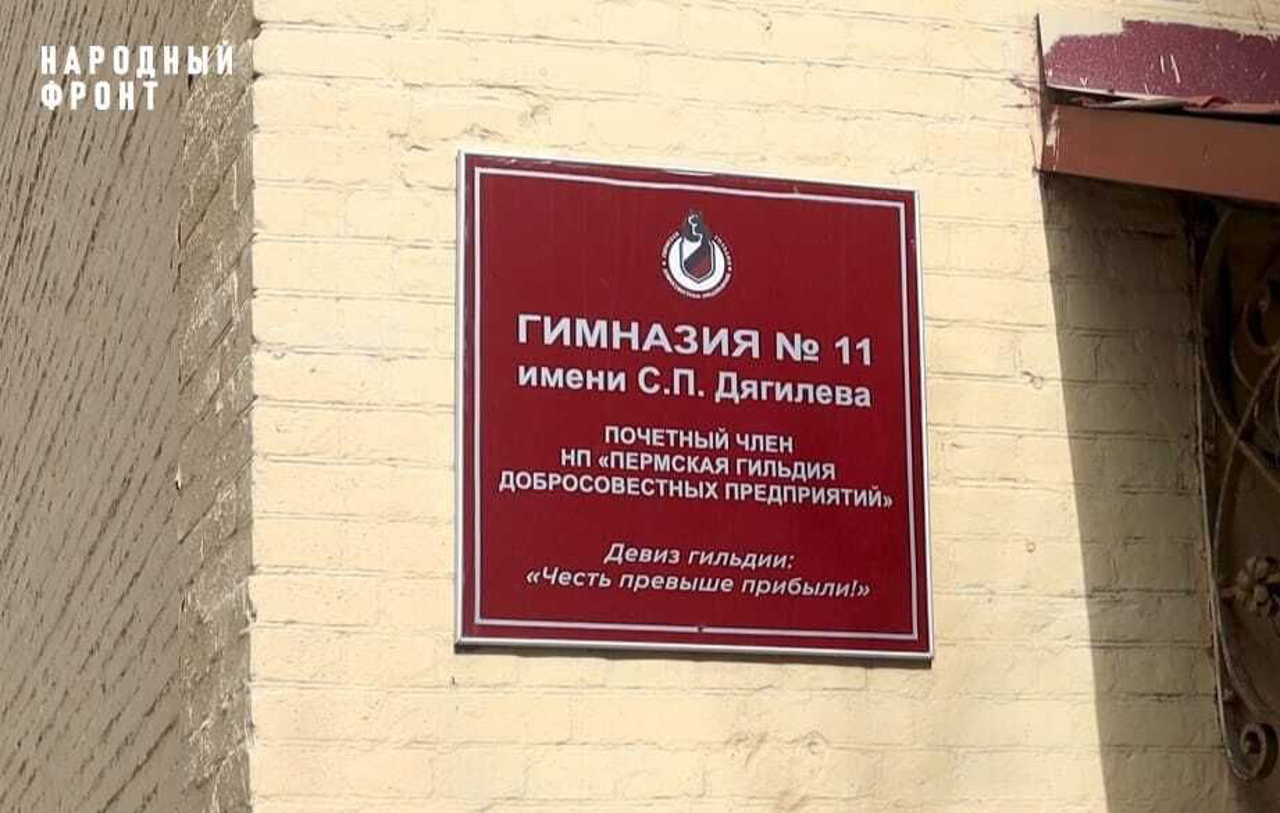 НАРОДНЫЙ
ФРОНТ
ГИМНАЗИЯ № 11
имени С.П. Дягилева
ПОЧЕТНЫЙ ЧЛЕН
НП «ПЕРМСКАЯ ГИЛЬДИЯ
ДОБРОСОВЕСТНЫХ ПРЕДПРИЯТИЙ»
Девиз гильдии:
«Честь превыше прибыли!»